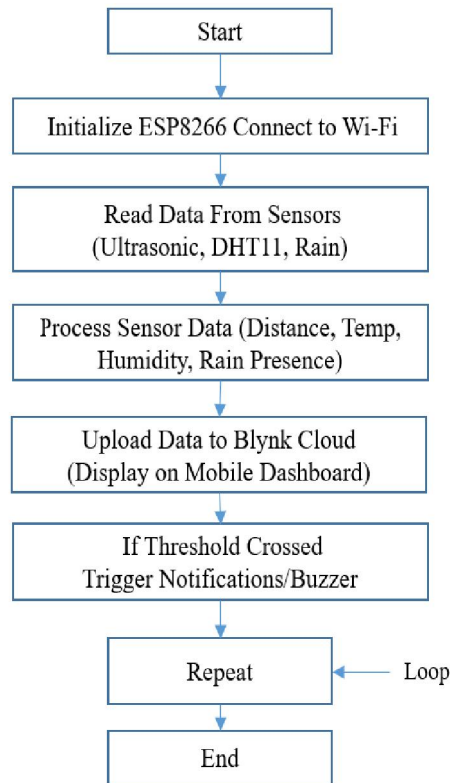 Start
Initialize ESP8266 Connect to Wi-Fi
Read Data From Sensors
(Ultrasonic, DHT11, Rain)
Process Sensor Data (Distance, Temp,
Humidity, Rain Presence)
Upload Data to Blynk Cloud
(Display on Mobile Dashboard)
If Threshold Crossed
Trigger Notifications/Buzzer
Repeat
Loop
End